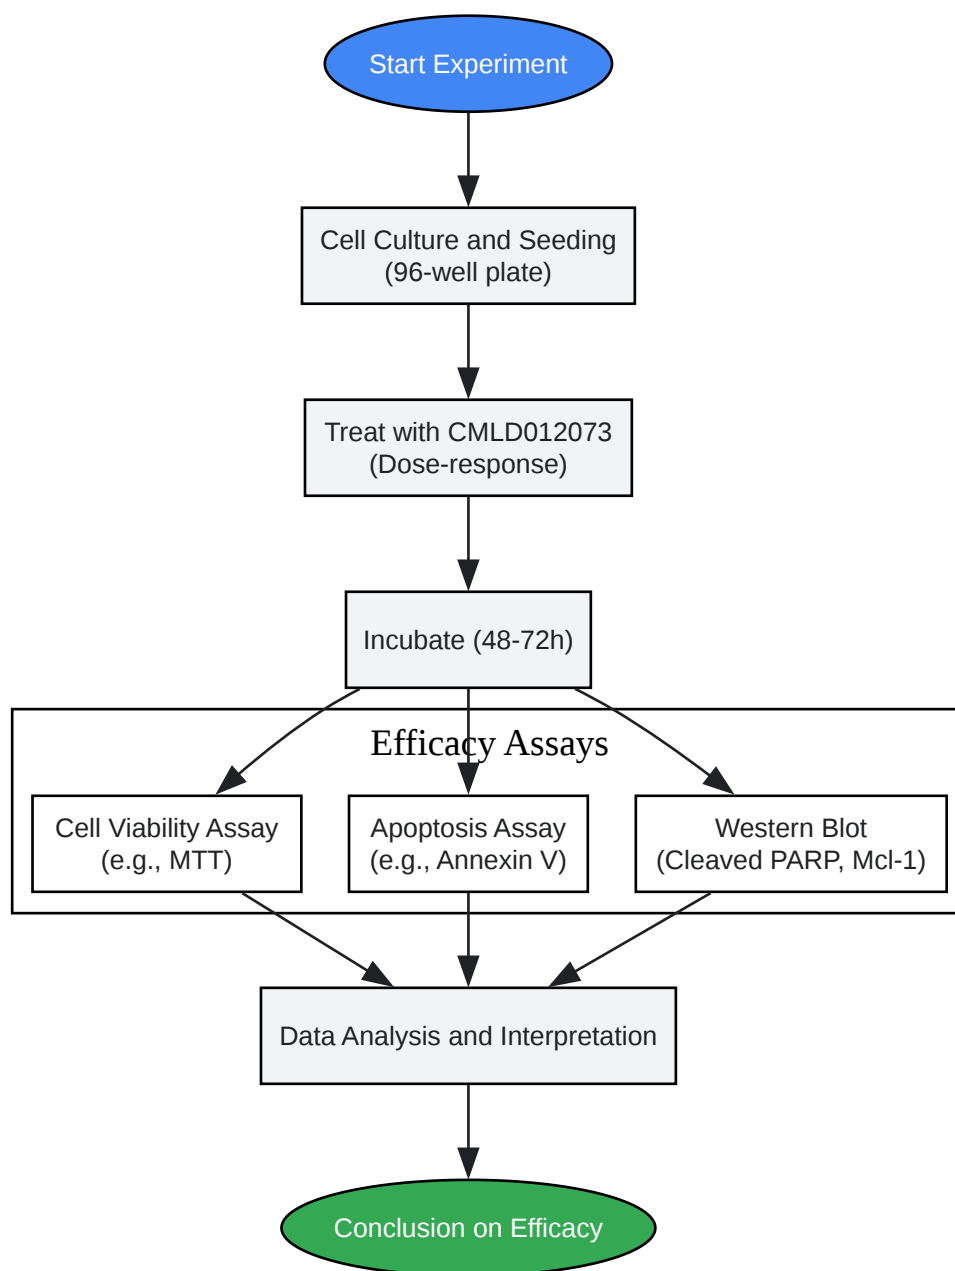 Start Experiment
Cell Culture and Seeding
(96-well plate)
Treat with CMLD012073
(Dose-response)
Incubate (48-72h)
Efficacy Assays
Cell Viability Assay
(e.g., MTT)
Apoptosis Assay
(e.g., Annexin V)
Western Blot
(Cleaved PARP, Mcl-1)
Data Analysis and Interpretation
Conclusion on Efficacy